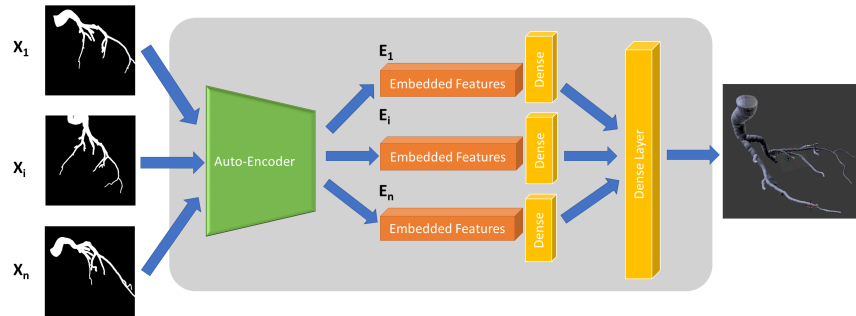 X1
Xi
Xn
Auto-Encoder
E1
Embedded Features
Dense
Ei
Embedded Features
Dense
En
Embedded Features
Dense
Dense Layer